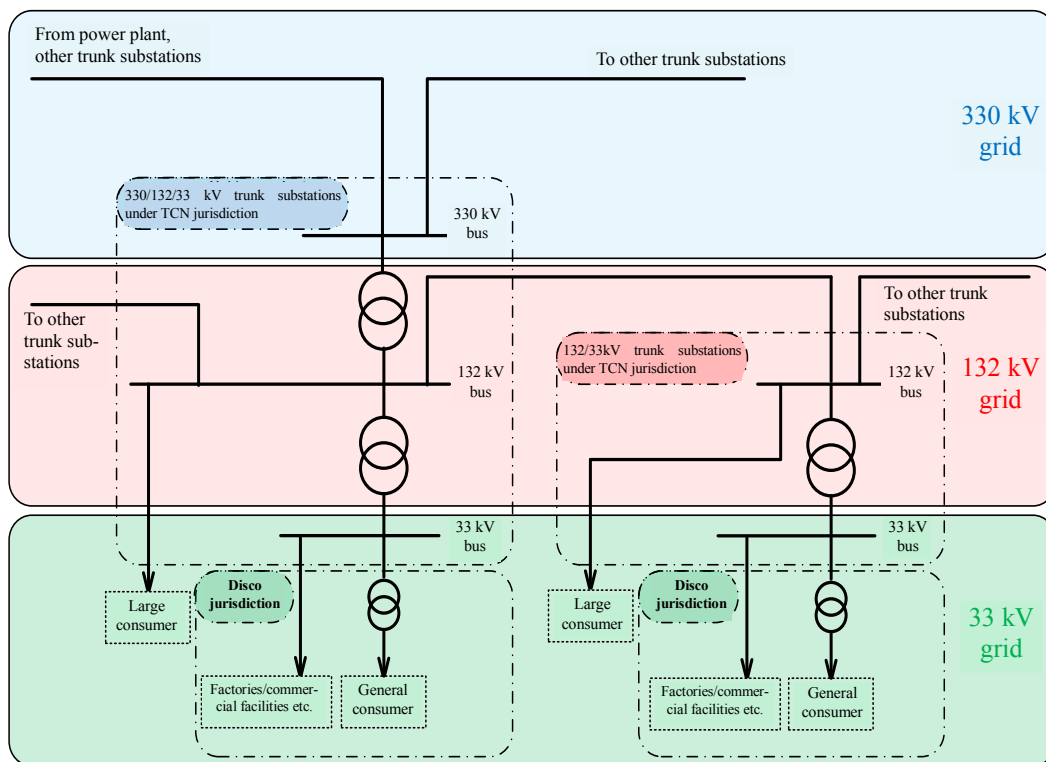 From power plant,
other trunk substations
To other trunk substations
330 kV
grid
330/132/33 kV trunk substations
under TCN jurisdiction
330 kV
bus
To other
trunk sub-
stations
To other trunk
substations
132/33kV trunk substations
under TCN jurisdiction
132 kV
bus
132 kV
bus
132 kV
grid
33 kV
bus
33 kV
bus
Disco
jurisdiction
Disco
jurisdiction
Large
consumer
Large
consumer
33 kV
grid
Factories/commer-
cial facilities etc.
General
consumer
Factories/commer-
cial facilities etc.
General
consumer